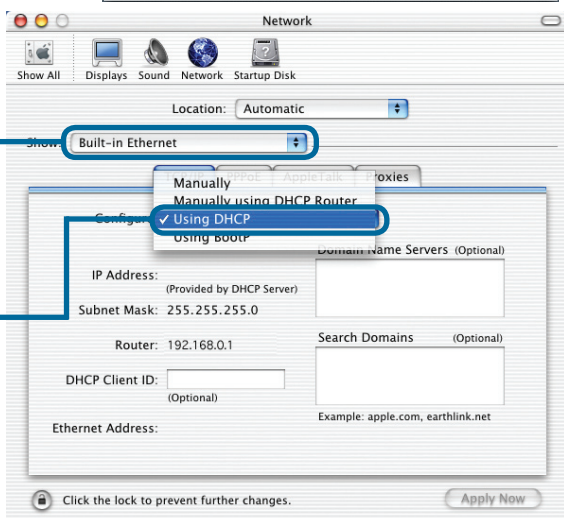 Network
Show All Displays Sound Network Startup Disk
Location: Automatic
Show: Built-in Ethernet
PPPoE AppleTalk Proxies
Manually
Manually using DHCP Router
Configure: ✓ Using DHCP
Using BootP
Domain Name Servers (Optional)
IP Address:
(Provided by DHCP Server)
Subnet Mask: 255.255.255.0
Router: 192.168.0.1
Search Domains (Optional)
DHCP Client ID:
(Optional)
Example: apple.com, earthlink.net
Ethernet Address:
Click the lock to prevent further changes.
Apply Now